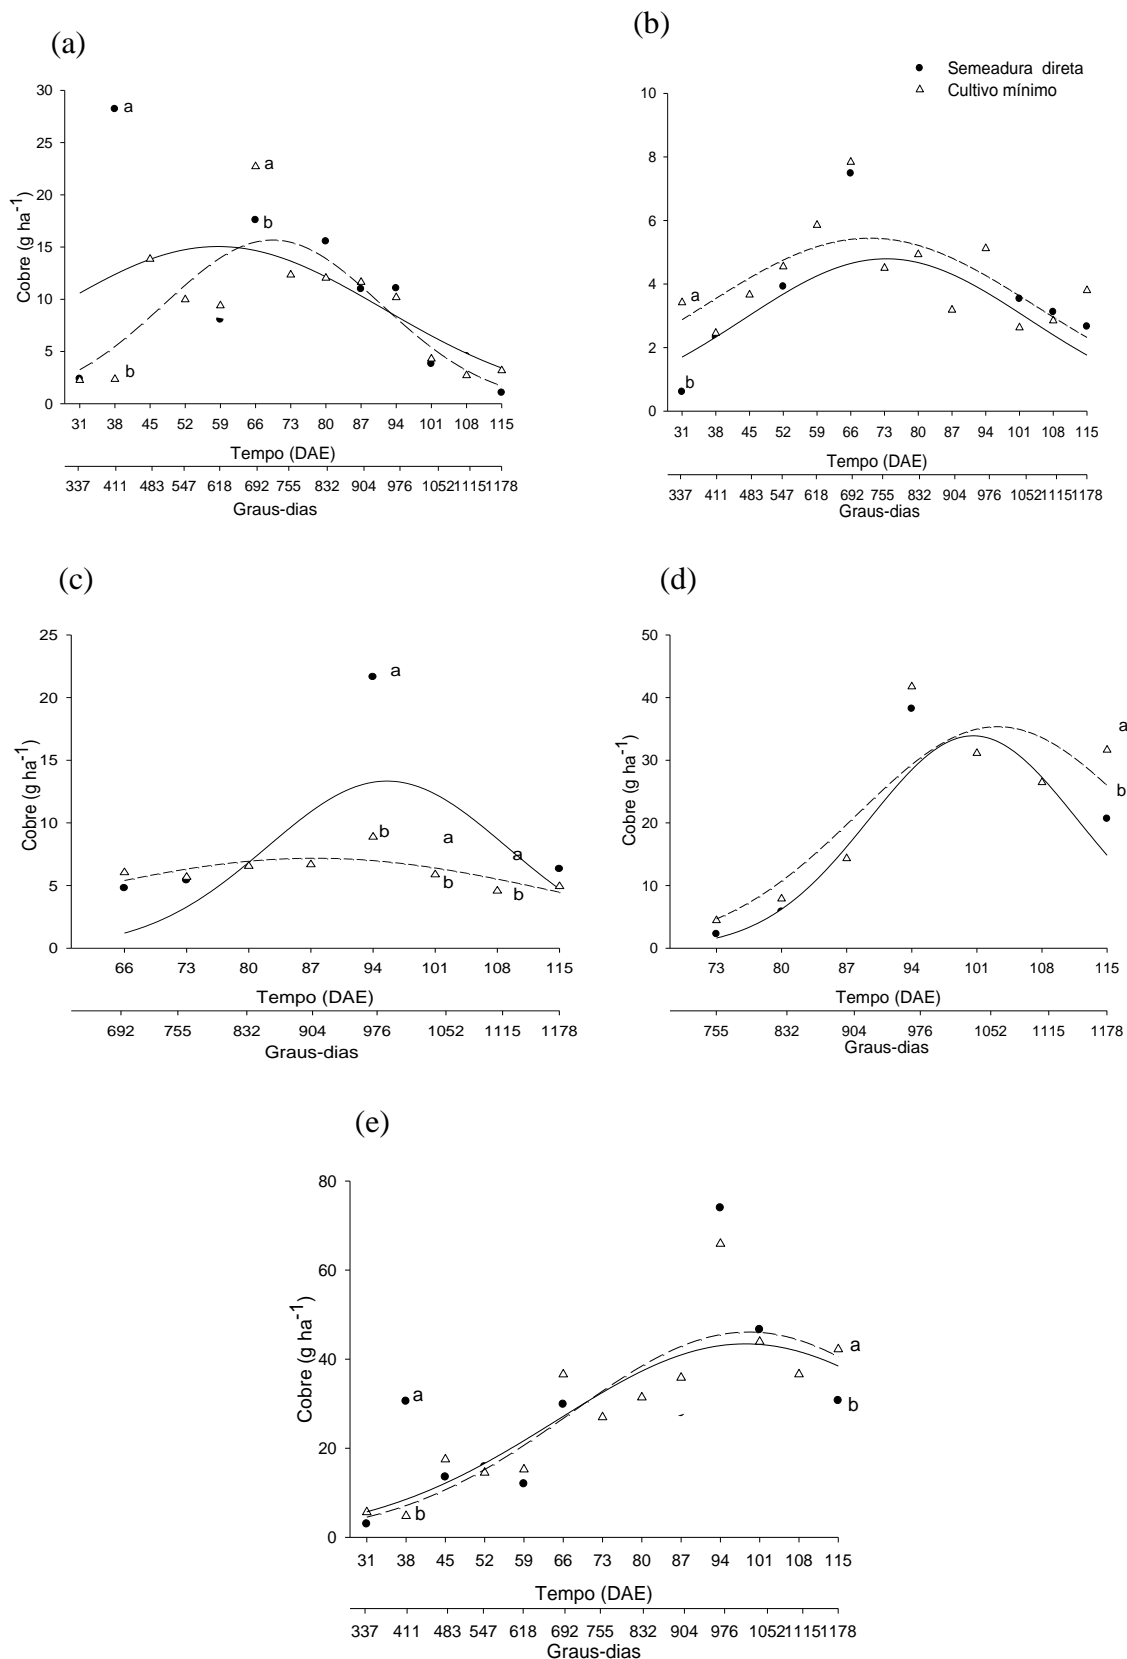 (a)
30
25
20
15
10
5
0
Cobre (g ha-1)
a
a
b
b
31 38 45 52 59 66 73 80 87 94 101 108 115
Tempo (DAE)
337 411 483 547 618 692 755 832 904 976 1052 1115 1178
Graus-dias
(b)
Semeadura direta
Cultivo mínimo
10
8
6
4
2
0
Cobre (g ha-1)
a
b
31 38 45 52 59 66 73 80 87 94 101 108 115
Tempo (DAE)
337 411 483 547 618 692 755 832 904 976 1052 1115 1178
Graus-dias
(c)
25
20
15
10
5
0
Cobre (g ha-1)
a
b
a
a
b
b
66 73 80 87 94 101 108 115
Tempo (DAE)
692 755 832 904 976 1052 1115 1178
Graus-dias
(d)
50
40
30
20
10
0
Cobre (g ha-1)
a
b
73 80 87 94 101 108 115
Tempo (DAE)
755 832 904 976 1052 1115 1178
Graus-dias
(e)
80
60
40
20
0
Cobre (g ha-1)
a
b
a
b
31 38 45 52 59 66 73 80 87 94 101 108 115
Tempo (DAE)
337 411 483 547 618 692 755 832 904 976 1052 1115 1178
Graus-dias